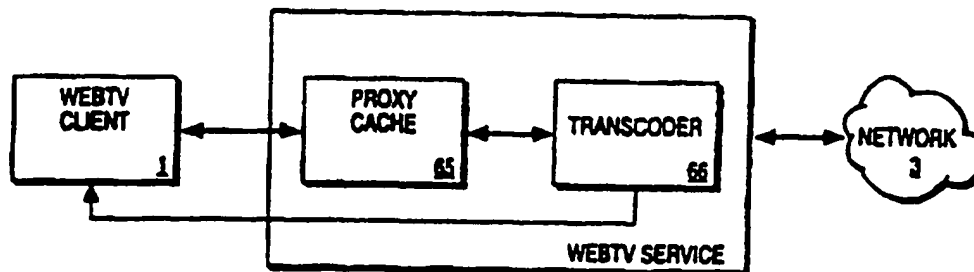 WEBTV
CLIENT
1
PROXY
CACHE
65
TRANSCODER
66
NETWORK
3
WEBTV SERVICE